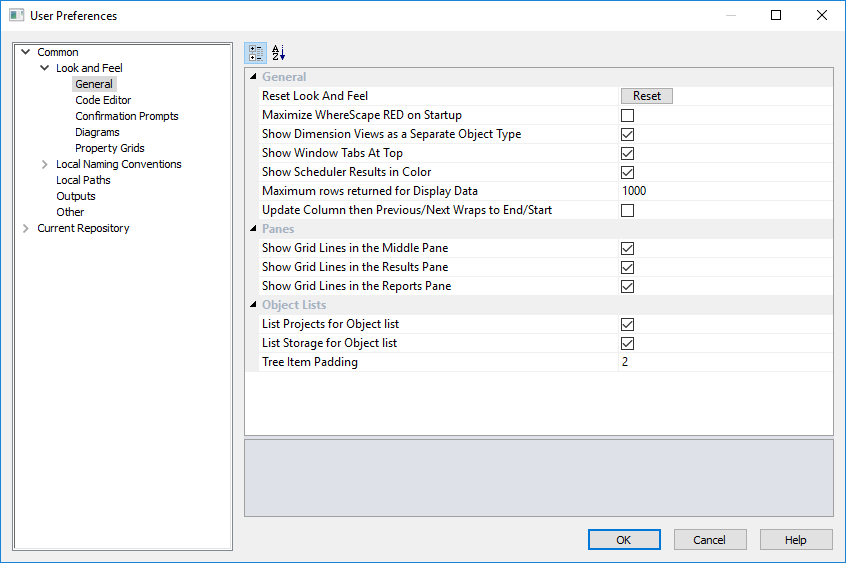 User Preferences
Common
Look and Feel
General
Code Editor
Confirmation Prompts
Diagrams
Property Grids
Local Naming Conventions
Local Paths
Outputs
Other
Current Repository
A
Z
General
Reset Look And Feel Reset
Maximize WhereScape RED on Startup
Show Dimension Views as a Separate Object Type
Show Window Tabs At Top
Show Scheduler Results in Color
Maximum rows returned for Display Data 1000
Update Column then Previous/Next Wraps to End/Start
Panes
Show Grid Lines in the Middle Pane
Show Grid Lines in the Results Pane
Show Grid Lines in the Reports Pane
Object Lists
List Projects for Object list
List Storage for Object list
Tree Item Padding 2
OK Cancel Help